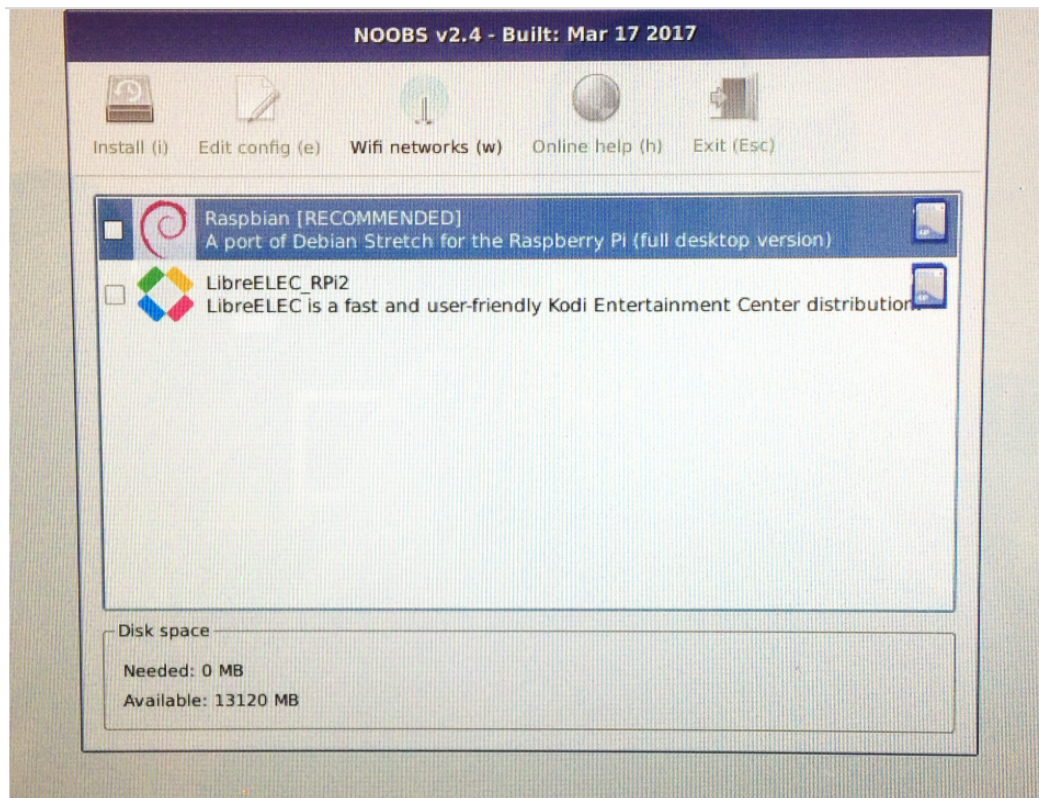 NOOBS v2.4 - Built: Mar 17 2017
Install (i) Edit config (e) Wifi networks (w) Online help (h) Exit (Esc)
Raspbian [RECOMMENDED]
A port of Debian Stretch for the Raspberry Pi (full desktop version)
LibreELEC_RPi2
LibreELEC is a fast and user-friendly Kodi Entertainment Center distribution
Disk space
Needed: 0 MB
Available: 13120 MB